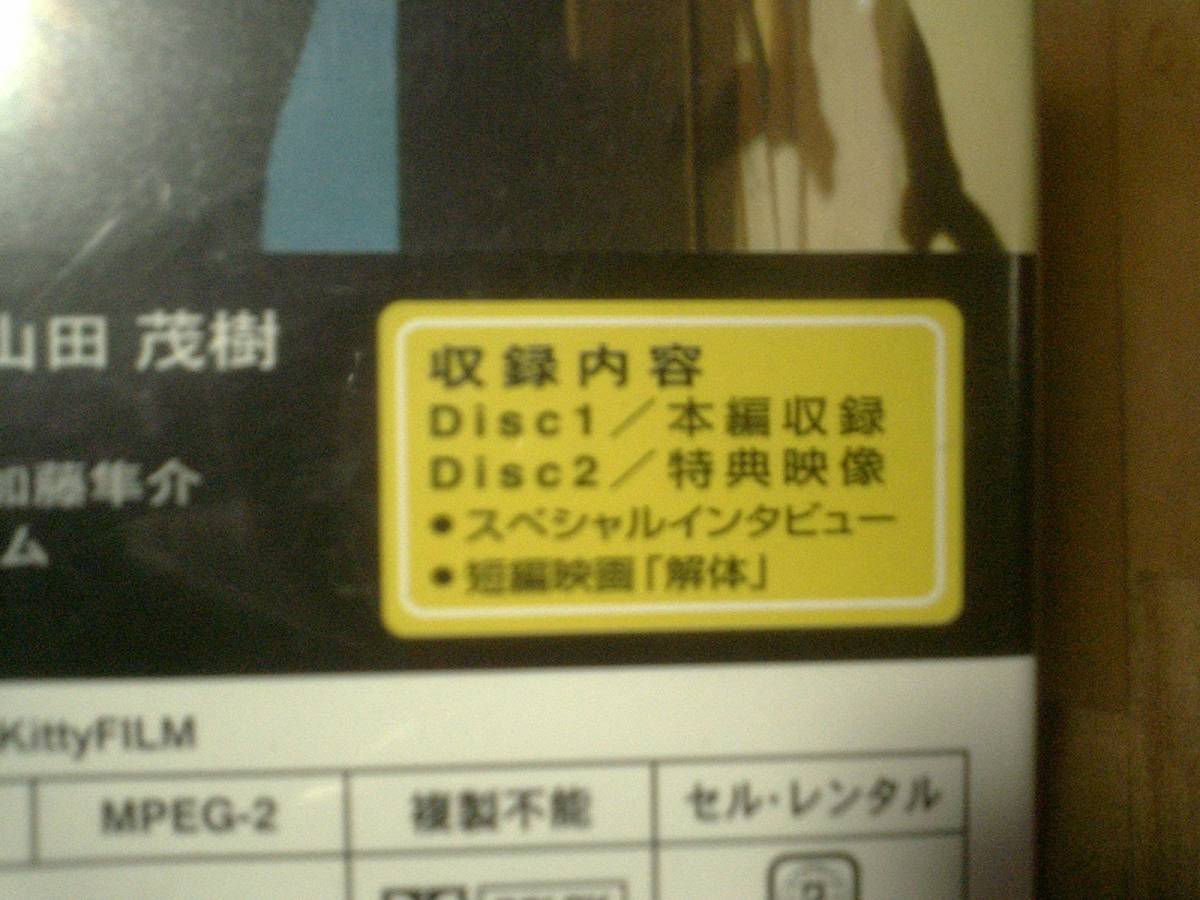 山田 茂樹
加藤隼介
ム
収録内容
Disc1／本編収録
Disc2／特典映像
●スペシャルインタビュー
●短編映画「解体」
KittyFILM
MPEG-2
複製不能
セル・レンタル
2